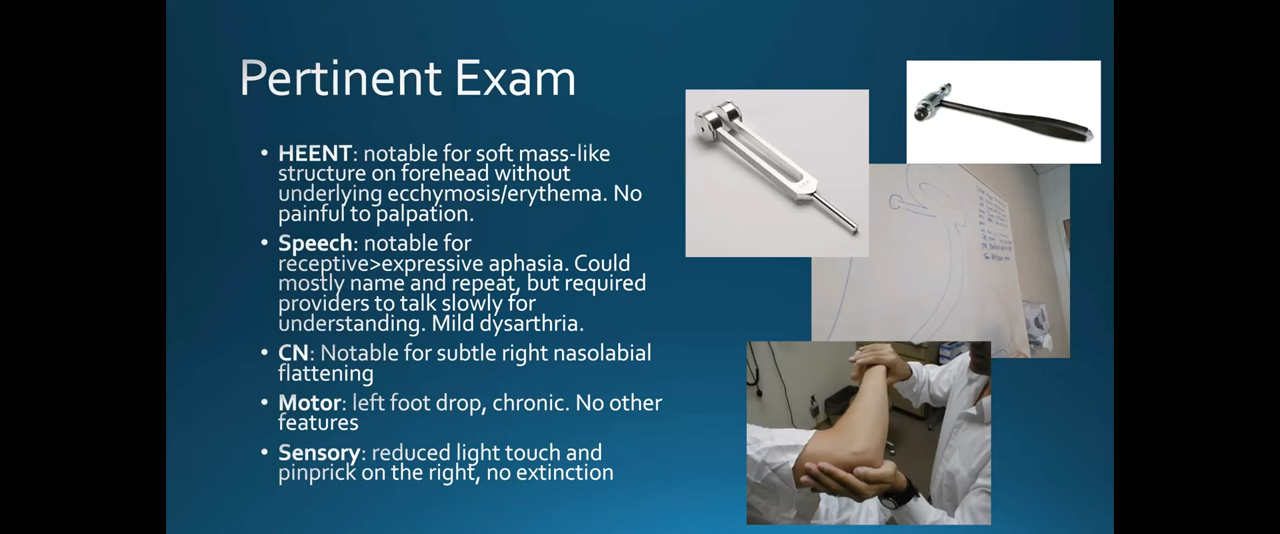 Pertinent Exam
• HEENT: notable for soft mass-like
structure on forehead without
underlying ecchymosis/erythema. No
painful to palpation.
• Speech: notable for
receptive>expressive aphasia. Could
mostly name and repeat, but required
providers to talk slowly for
understanding. Mild dysarthria.
• CN: Notable for subtle right nasolabial
flattening
• Motor: left foot drop, chronic. No other
features
• Sensory: reduced light touch and
pinprick on the right, no extinction